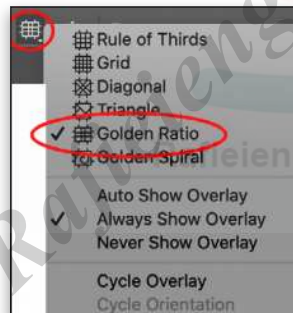 Rule of Thirds
Grid
Diagonal
Triangle
Golden Ratio
Golden Spiral
Auto Show Overlay
Always Show Overlay
Never Show Overlay
Cycle Overlay
Cycle Orientation